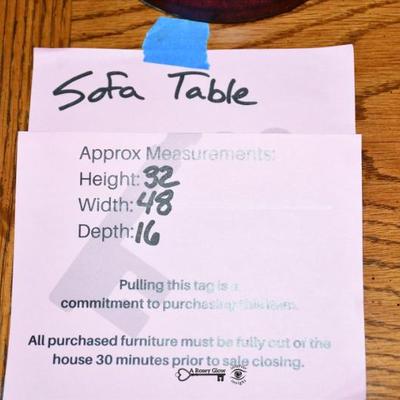 Sofa Table
Approx Measurements:
Height: 32
Width: 48
Depth: 16
Pulling this tag is a
commitment to purchasing this item.
All purchased furniture must be fully out of the
house 30 minutes prior to sale closing.
A Rosey Glow